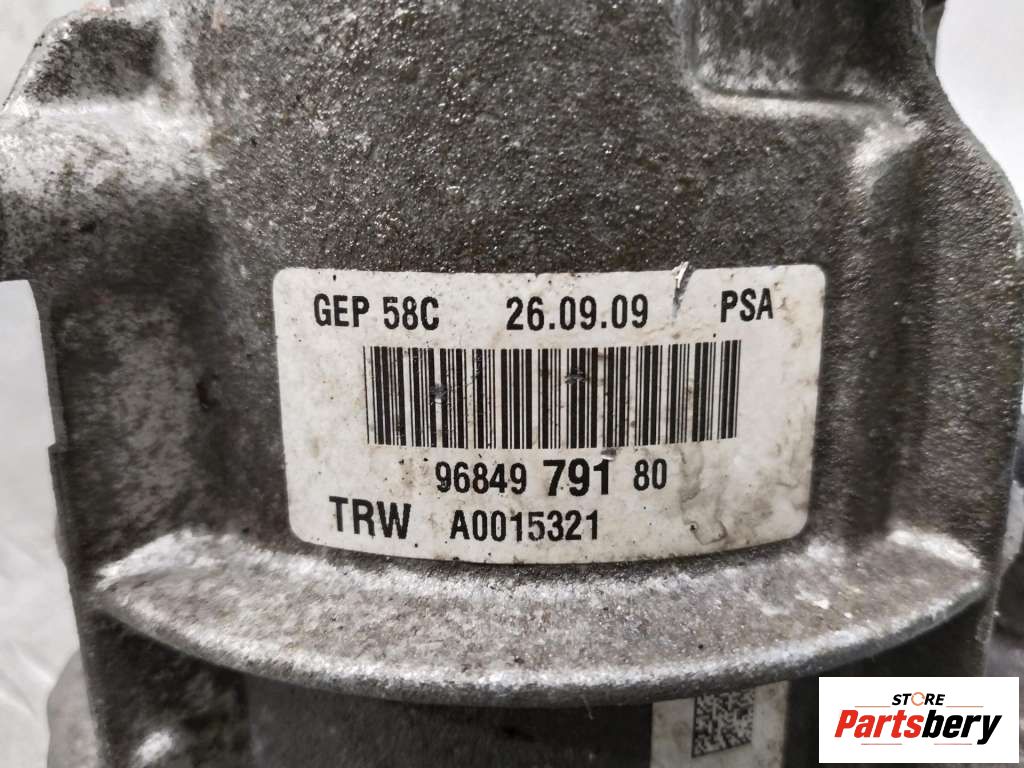 GEP 58C 26.09.09 PSA
96849 791 80
TRW A0015321
STORE
Partsbery